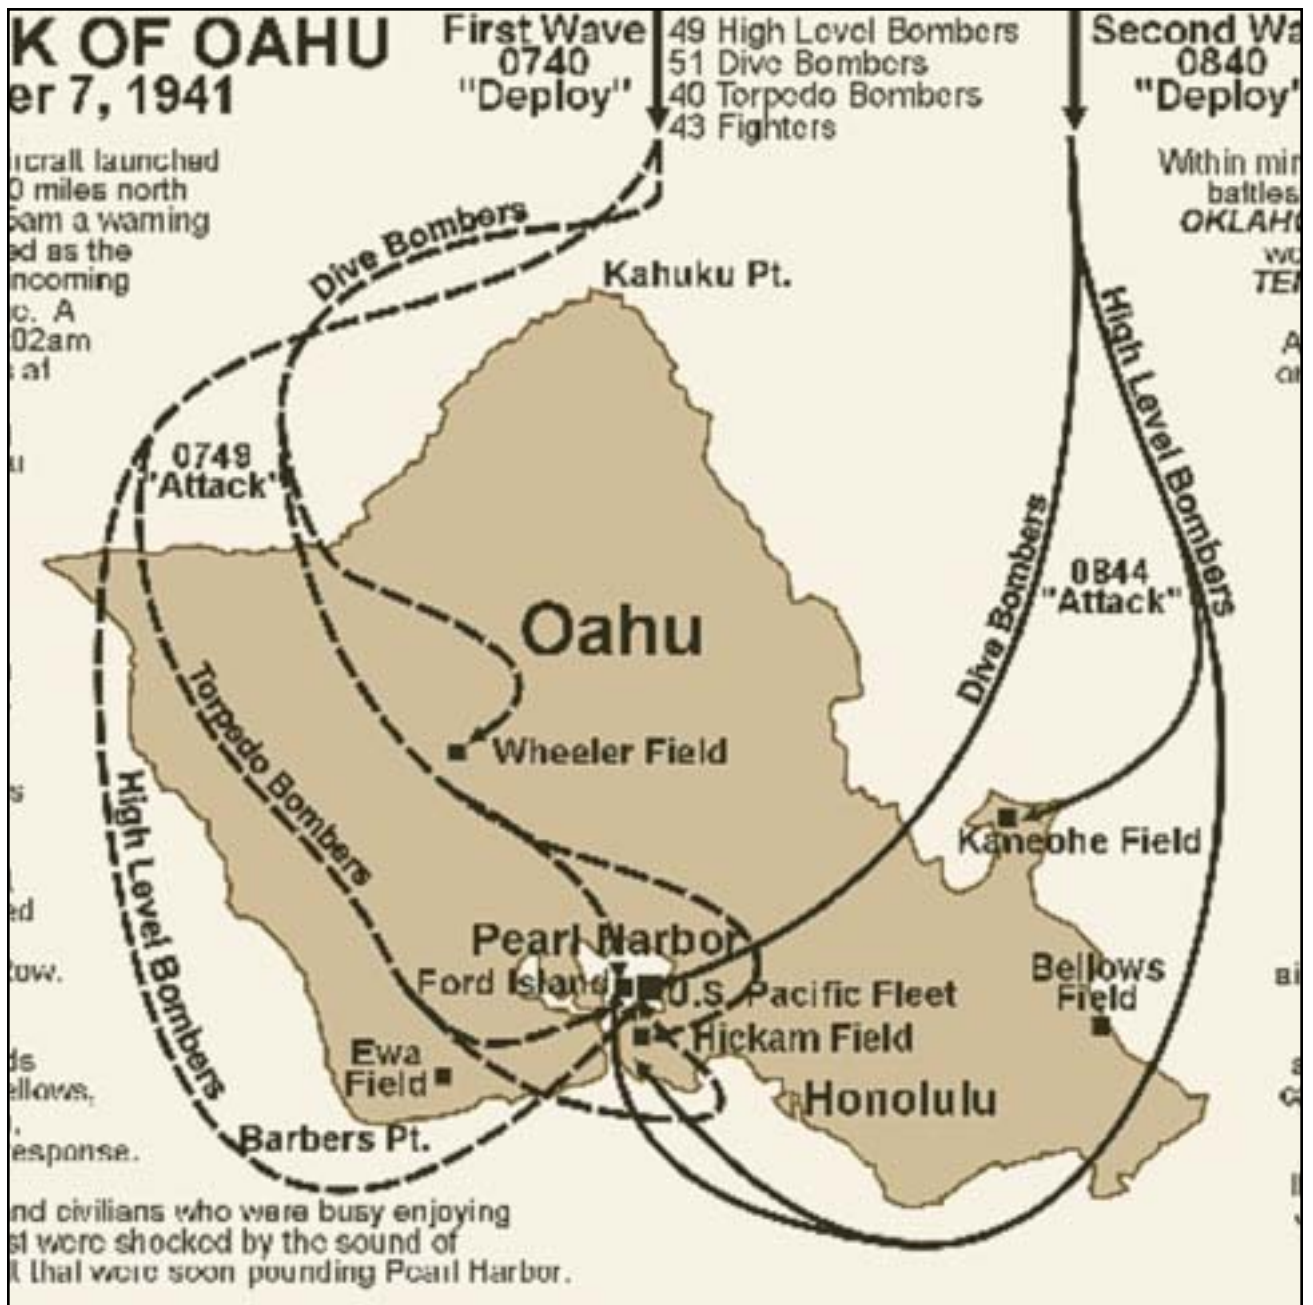 K OF OAHU
er 7, 1941
First Wave
0740
"Deploy"
49 High Level Bombers
51 Dive Bombers
40 Torpedo Bombers
43 Fighters
Second Wa
0840
"Deploy"
launched
0 miles north
5am a warning
ed as the
ncoming
c. A
02am
at
Within min
battles
OKLAH
wo
TE
A
Dive Bombers
Kahuku Pt.
High Level Bombers
0749
"Attack"
Dive Bombers
0844
"Attack"
Oahu
Torpedo Bombers
Wheeler Field
High Level Bombers
Kaneohe Field
ed
Pearl Harbor
ow.
Ford Island
U.S. Pacific Fleet
Bellows
Field
Hickam Field
Ewa
Field
ds
ellows,
Honolulu
Barbers Pt.
esponse.
nd civilians who were busy enjoying
st were shocked by the sound of
t that were soon pounding Pearl Harbor.